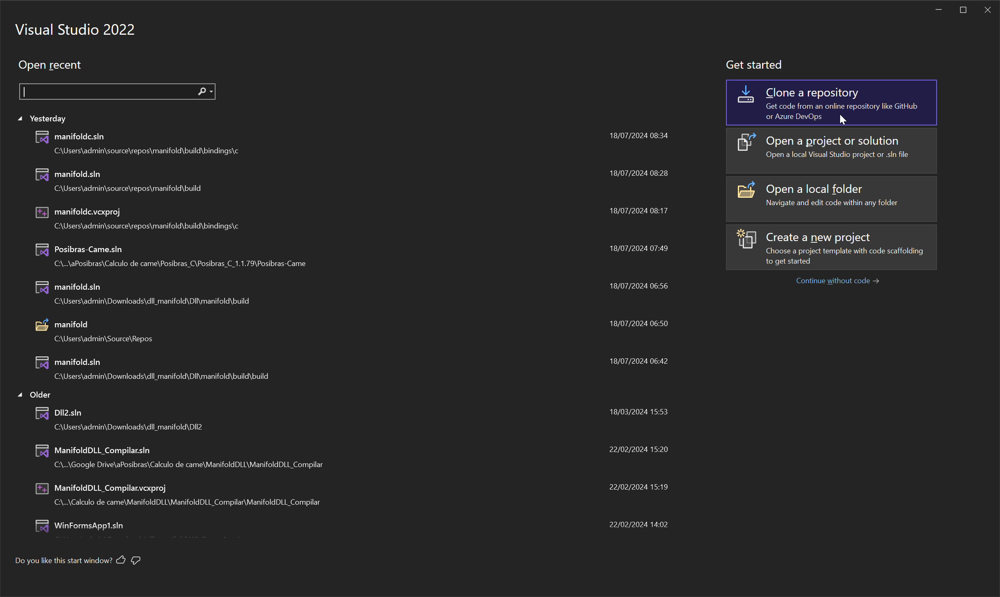 Visual Studio 2022
Open recent
Yesterday
manifoldc.sln 18/07/2024 08:34
C:\Users\admin\source\repos\manifold\build\bindings\c
manifold.sln 18/07/2024 08:28
C:\Users\admin\source\repos\manifold\build
manifoldc.vcxproj 18/07/2024 08:17
C:\Users\admin\source\repos\manifold\build\bindings\c
Posibras-Came.sln 18/07/2024 07:49
C:\...\aPosibras\Calculo de came\Posibras_C\Posibras_C_1.1.79\Posibras-Came
manifold.sln 18/07/2024 06:56
C:\Users\admin\Downloads\dll_manifold\Dll\manifold\build
manifold 18/07/2024 06:50
C:\Users\admin\Source\Repos
manifold.sln 18/07/2024 06:42
C:\Users\admin\Downloads\dll_manifold\Dll\manifold\build\build
Older
Dll2.sln 18/03/2024 15:53
C:\Users\admin\Downloads\dll_manifold\Dll2
ManifoldDLL_Compilar.sln 22/02/2024 15:20
C:\...\Google Drive\aPosibras\Calculo de came\ManifoldDLL\ManifoldDLL_Compilar
ManifoldDLL_Compilar.vcxproj 22/02/2024 15:19
C:\...\Calculo de came\ManifoldDLL\ManifoldDLL_Compilar\ManifoldDLL_Compilar
WinFormsApp1.sln 22/02/2024 14:02
Do you like this start window?
Get started
Clone a repository
Get code from an online repository like GitHub
or Azure DevOps
Open a project or solution
Open a local Visual Studio project or .sln file
Open a local folder
Navigate and edit code within any folder
Create a new project
Choose a project template with code scaffolding
to get started
Continue without code →